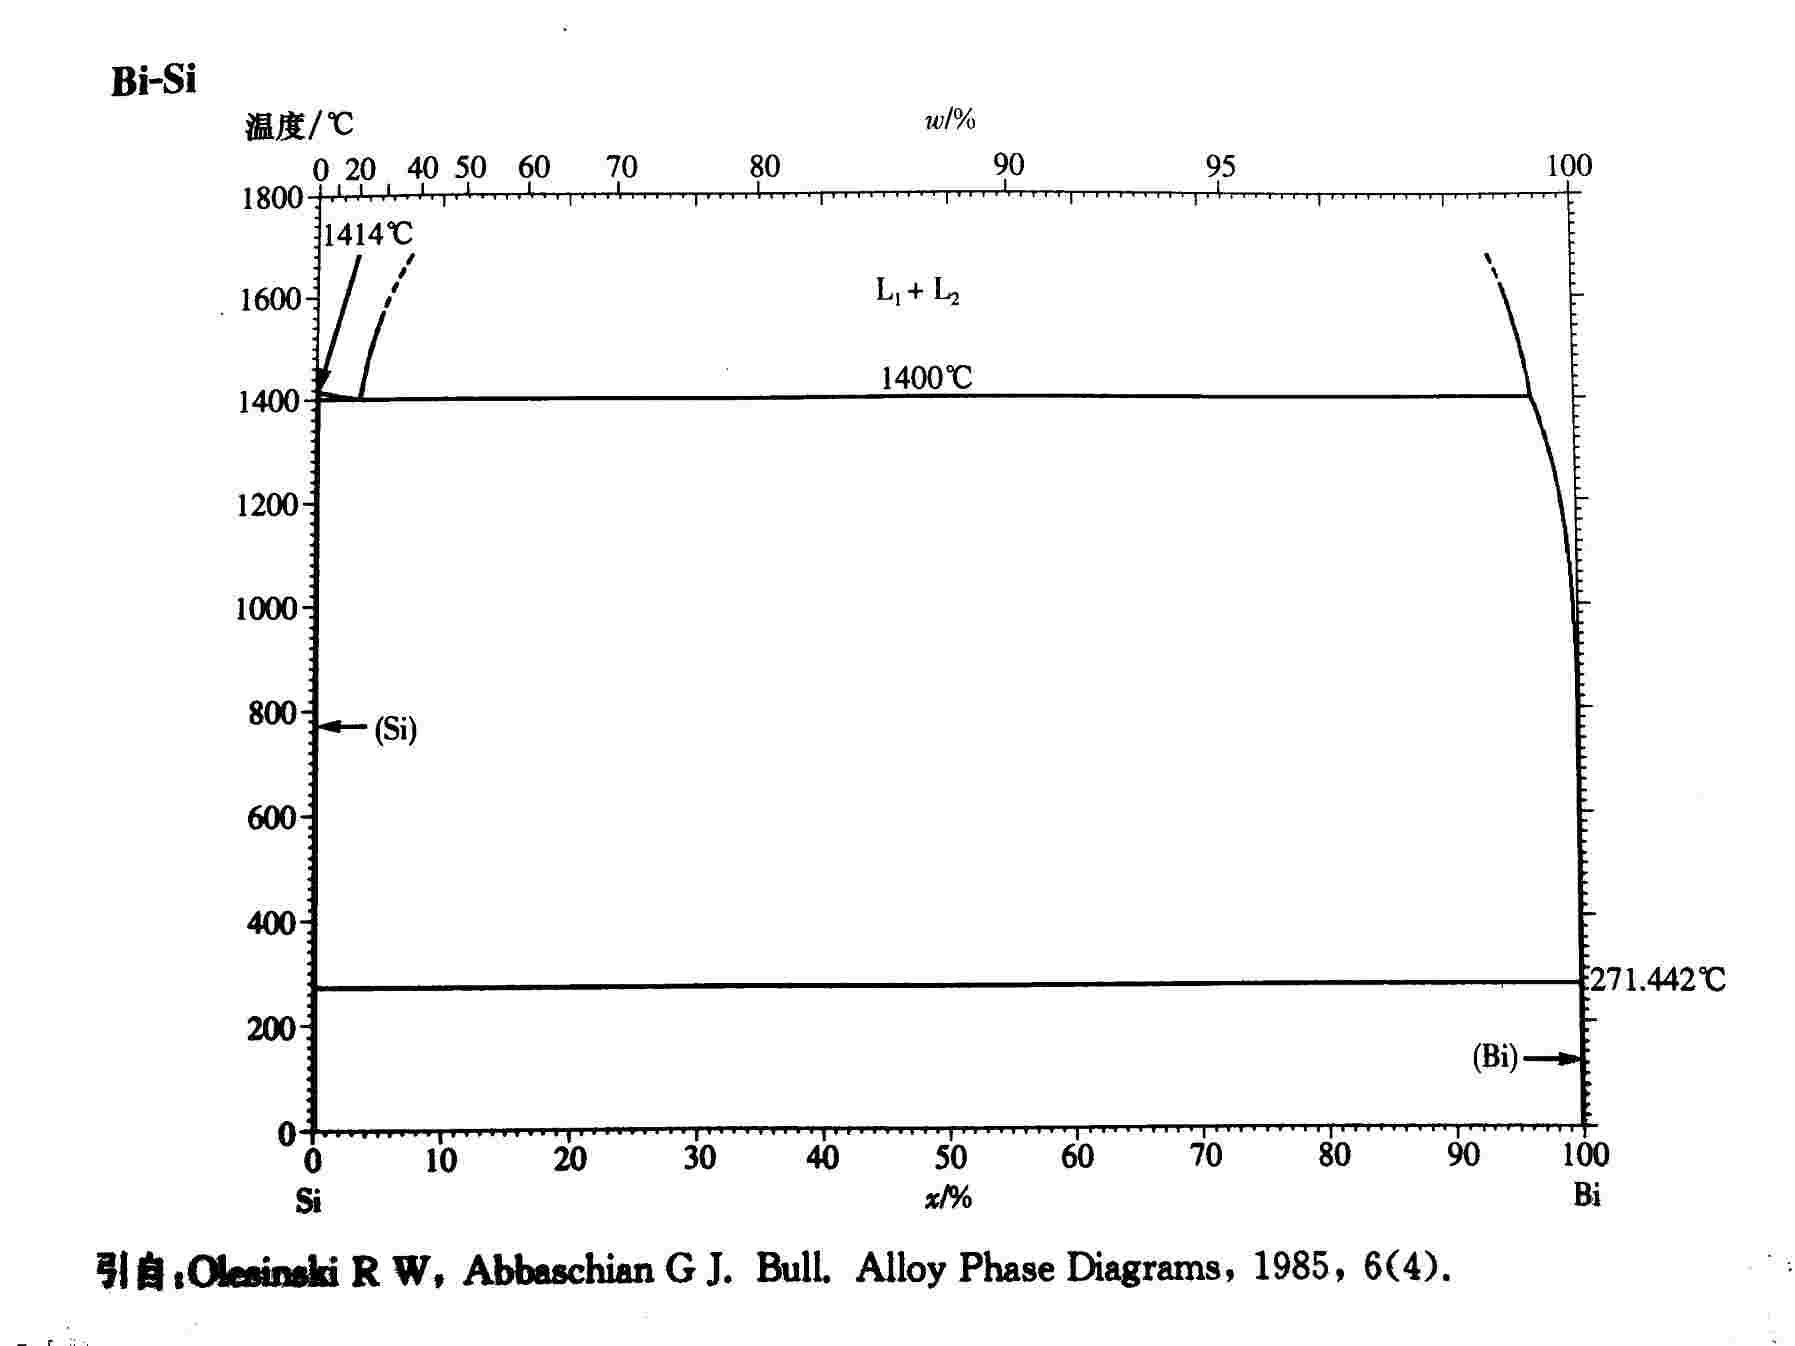 Bi-Si
温度/℃
w/%
0 20 40 50 60 70 80 90 95 100
1800
1414℃
1600
L₁ + L₂
1400℃
1400
1200
1000
800
(Si)
600
400
271.442℃
200
(Bi)
0
0 10 20 30 40 50 60 70 80 90 100
Si x/% Bi
引自:Olesinski R W, Abbaschian G J. Bull. Alloy Phase Diagrams, 1985, 6(4).